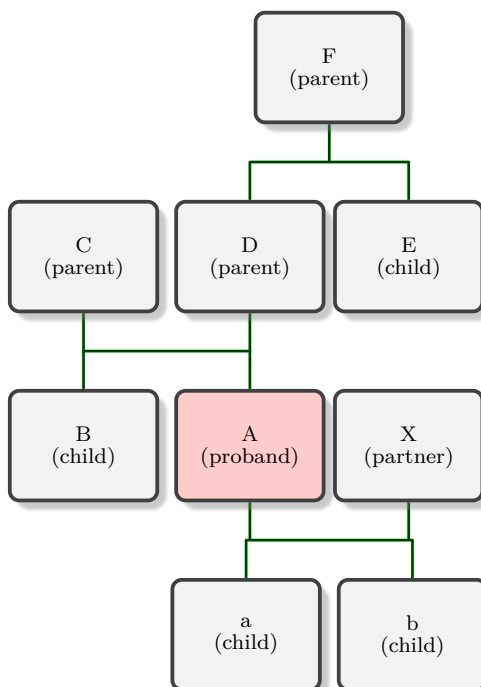 F
(parent)
C
(parent)
D
(parent)
E
(child)
B
(child)
A
(proband)
X
(partner)
a
(child)
b
(child)